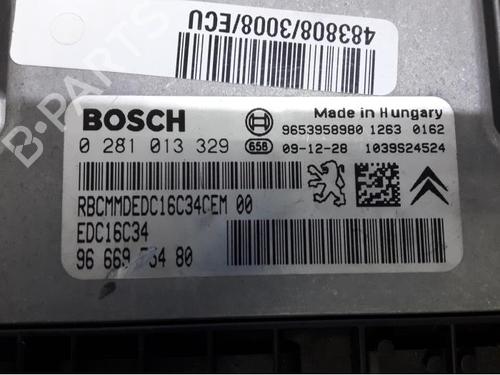 483808/3008/ECU
BOSCH
Made in Hungary
9653958980 1263 0162
0 281 013 329
658
09-12-28 1039S24524
RBCMMDEDC16C34CEM 00
EDC16C34
96 669 480
B-PARTS